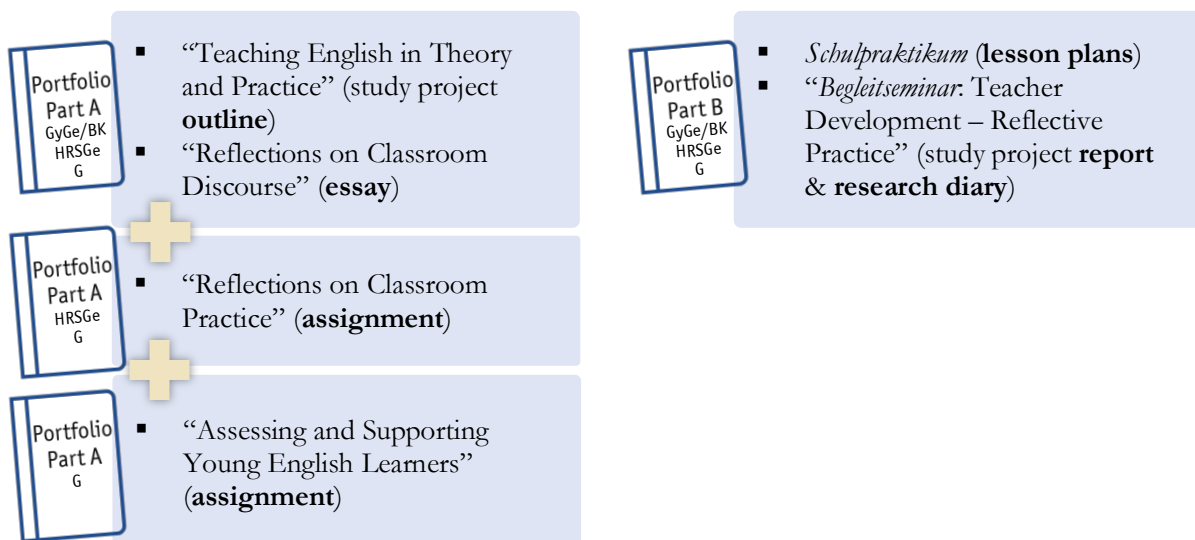 Portfolio
Part A
GyGe/BK
HRSGe
G
▪ “Teaching English in Theory
and Practice” (study project
outline)
▪ “Reflections on Classroom
Discourse” (essay)
Portfolio
Part A
HRSGe
G
▪ “Reflections on Classroom
Practice” (assignment)
Portfolio
Part A
G
▪ “Assessing and Supporting
Young English Learners”
(assignment)
Portfolio
Part B
GyGe/BK
HRSGe
G
▪ Schulpraktikum (lesson plans)
▪ “Begleitseminar: Teacher
Development – Reflective
Practice” (study project report
& research diary)